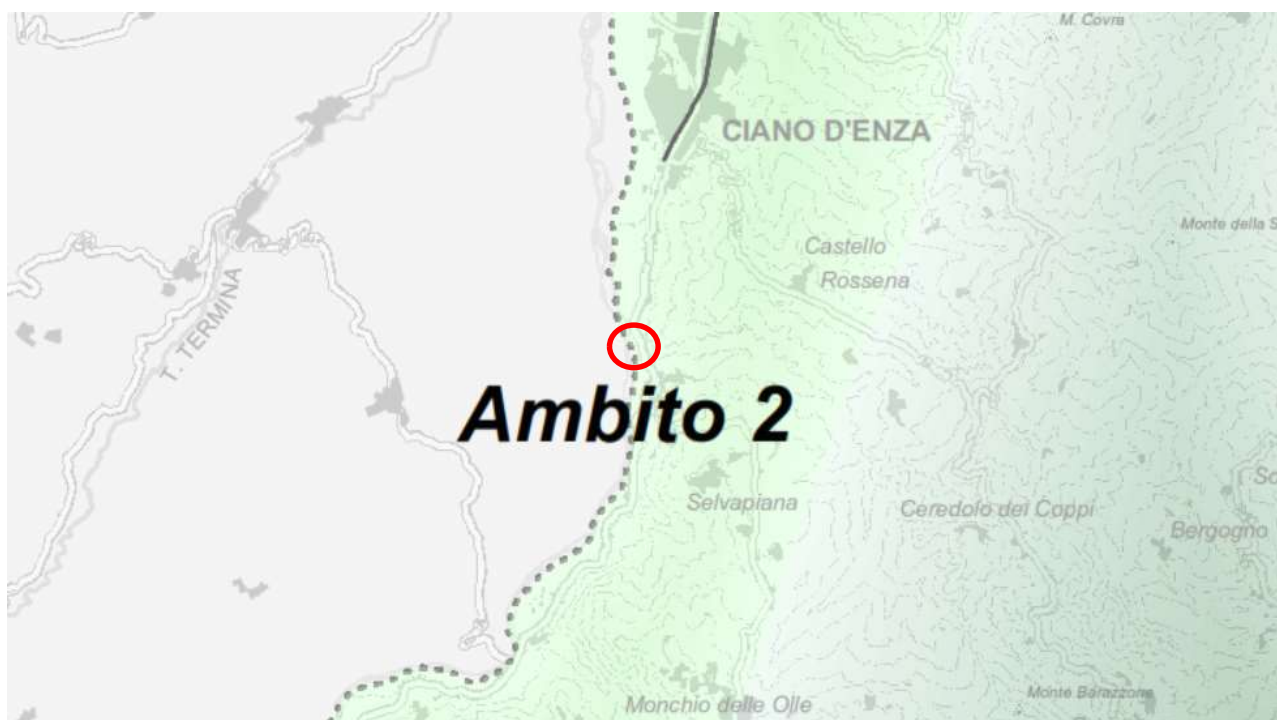 M. Covra
CIANO D'ENZA
Monte della S
Castello
Rossena
T. TERMINA
Ambito 2
Selvapiana
Ceredolo dei Coppi
So
Bergogno
Monchio delle Olle
Monte Barazzone